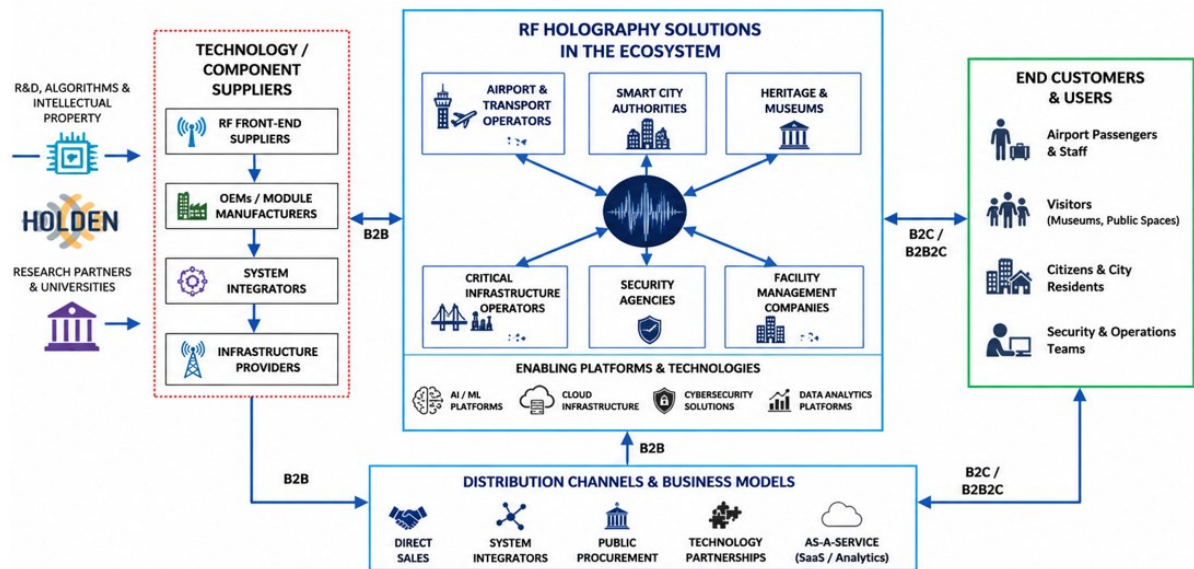 R&D, ALGORITHMS &
INTELLECTUAL
PROPERTY
HOLDEN
RESEARCH PARTNERS
& UNIVERSITIES
TECHNOLOGY /
COMPONENT
SUPPLIERS
RF FRONT-END
SUPPLIERS
OEMs / MODULE
MANUFACTURERS
SYSTEM
INTEGRATORS
INFRASTRUCTURE
PROVIDERS
B2B
RF HOLOGRAPHY SOLUTIONS
IN THE ECOSYSTEM
AIRPORT &
TRANSPORT
OPERATORS
SMART CITY
AUTHORITIES
HERITAGE &
MUSEUMS
CRITICAL
INFRASTRUCTURE
OPERATORS
SECURITY
AGENCIES
FACILITY
MANAGEMENT
COMPANIES
ENABLING PLATFORMS & TECHNOLOGIES
AI / ML
PLATFORMS
CLOUD
INFRASTRUCTURE
CYBERSECURITY
SOLUTIONS
DATA ANALYTICS
PLATFORMS
B2C /
B2B2C
END CUSTOMERS
& USERS
Airport Passengers
& Staff
Visitors
(Museums, Public Spaces)
Citizens & City
Residents
Security & Operations
Teams
B2B
B2B
B2C /
B2B2C
DISTRIBUTION CHANNELS & BUSINESS MODELS
DIRECT
SALES
SYSTEM
INTEGRATORS
PUBLIC
PROCUREMENT
TECHNOLOGY
PARTNERSHIPS
AS-A-SERVICE
(SaaS / Analytics)